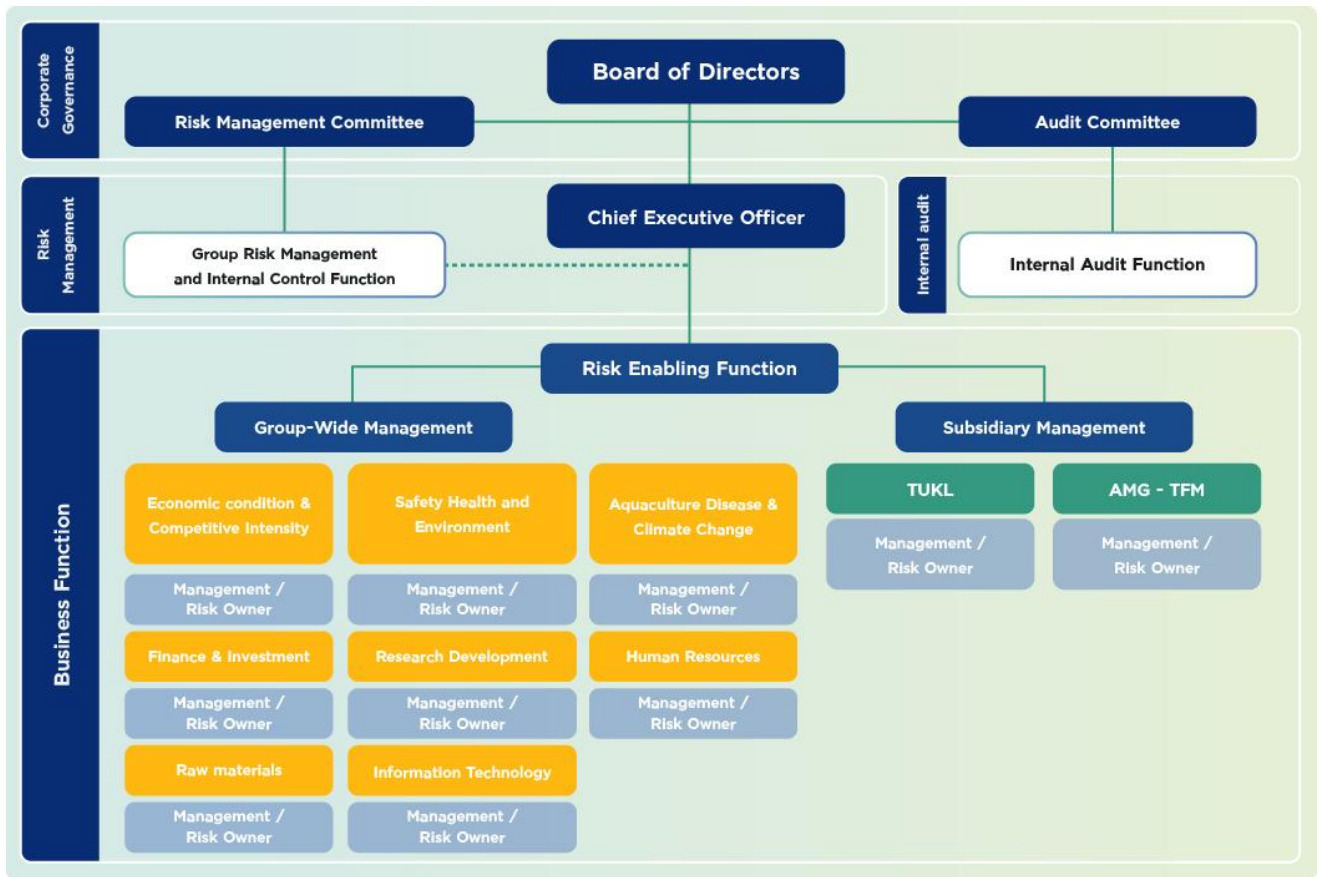 Corporate
Governance
Board of Directors
Risk Management Committee
Audit Committee
Risk
Management
Chief Executive Officer
Group Risk Management
and Internal Control Function
Internal audit
Internal Audit Function
Business Function
Risk Enabling Function
Group-Wide Management
Subsidiary Management
Economic condition &
Competitive Intensity
Management /
Risk Owner
Safety Health and
Environment
Management /
Risk Owner
Aquaculture Disease &
Climate Change
Management /
Risk Owner
Finance & Investment
Management /
Risk Owner
Research Development
Management /
Risk Owner
Human Resources
Management /
Risk Owner
Raw materials
Management /
Risk Owner
Information Technology
Management /
Risk Owner
TUKL
Management /
Risk Owner
AMG - TFM
Management /
Risk Owner